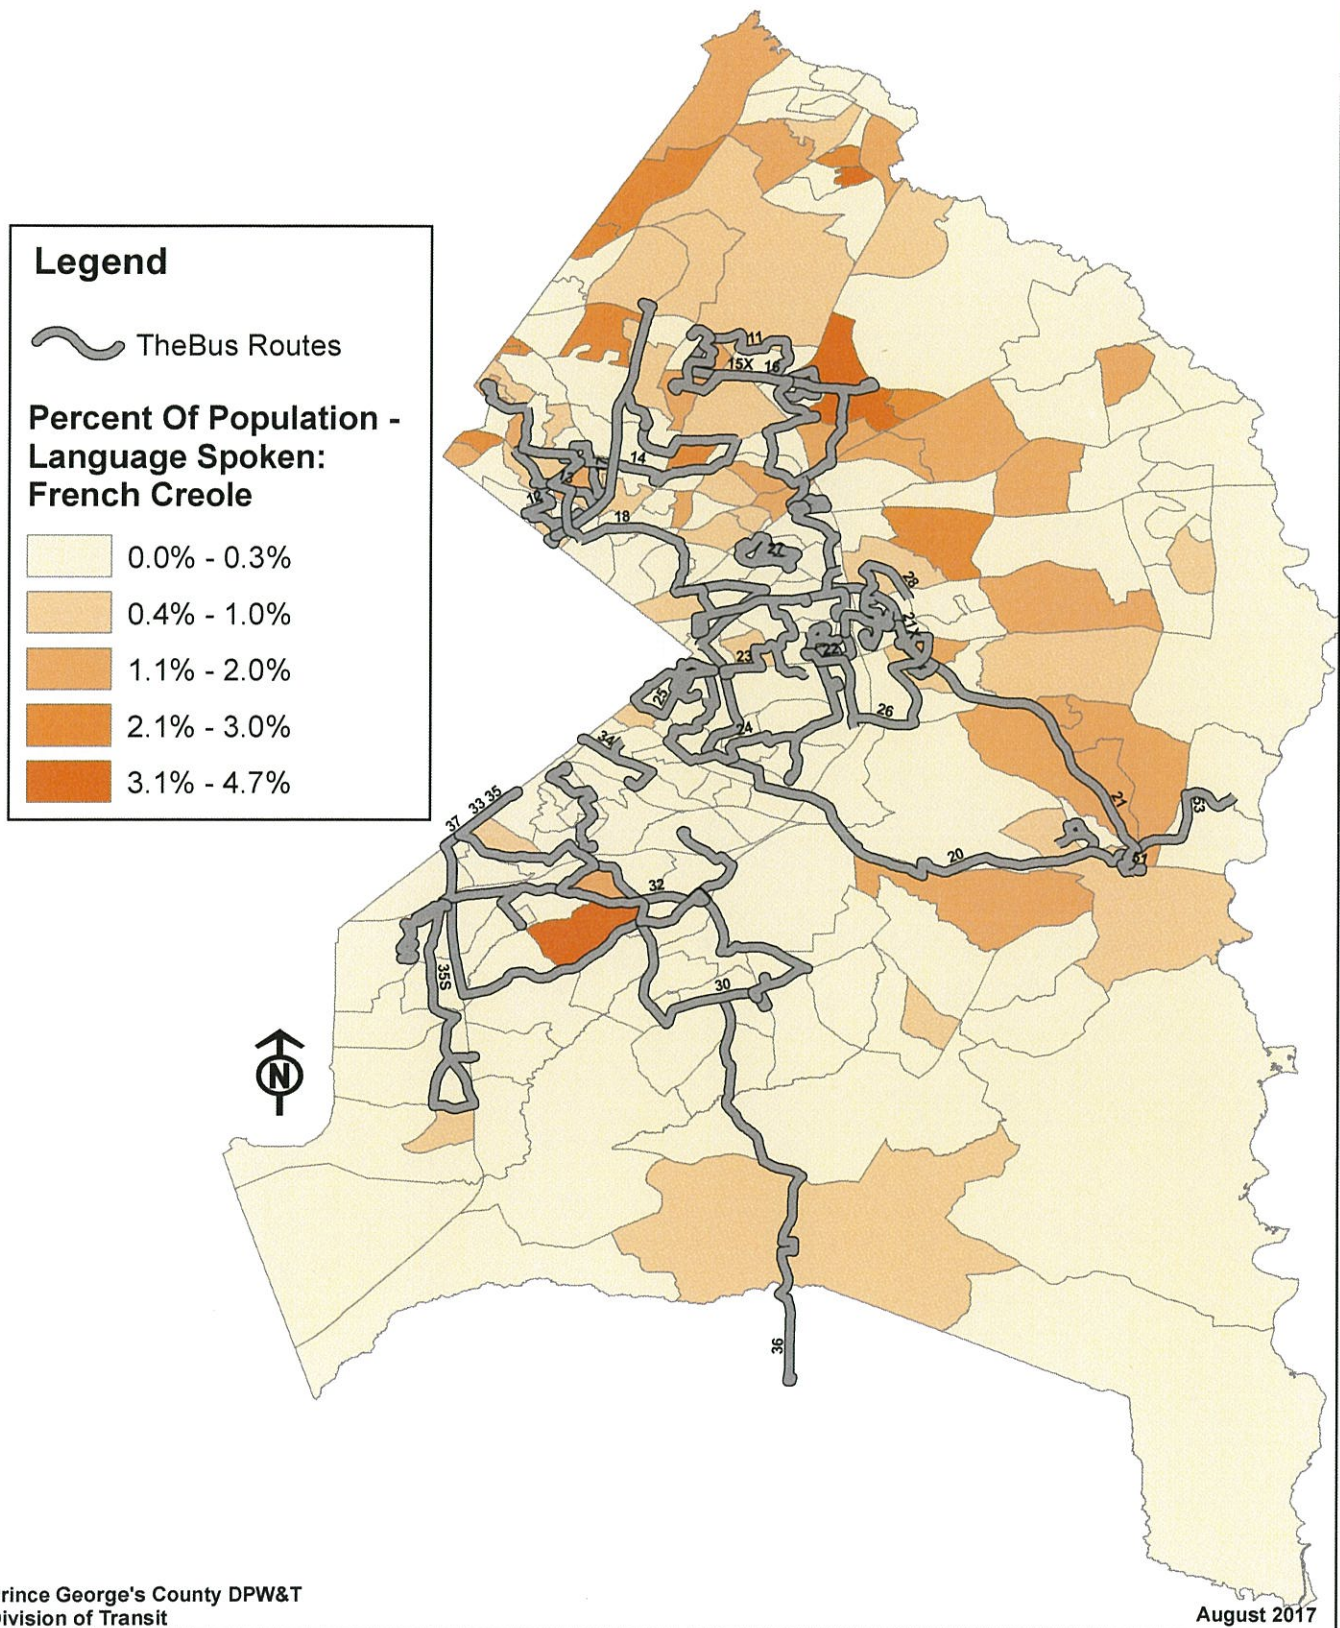 Legend
TheBus Routes
Percent Of Population -
Language Spoken:
French Creole
0.0% - 0.3%
0.4% - 1.0%
1.1% - 2.0%
2.1% - 3.0%
3.1% - 4.7%
11
15X 16
14
18
27
28
21X
22
23
25
26
24
34
33 35
37
21
53
20
51
32
35S
30
N
36
rince George's County DPW&T
ivision of Transit
August 2017